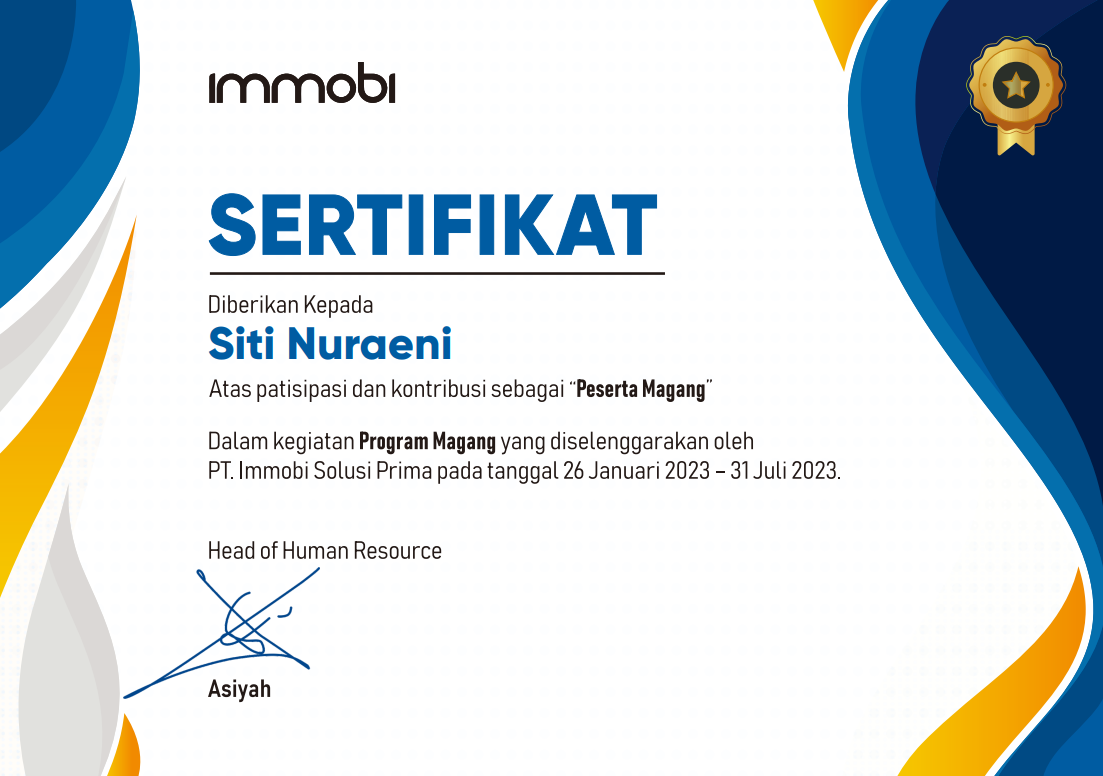 immobi
SERTIFIKAT
Diberikan Kepada
Siti Nuraeni
Atas patisipasi dan kontribusi sebagai “Peserta Magang”
Dalam kegiatan Program Magang yang diselenggarakan oleh
PT. Immobi Solusi Prima pada tanggal 26 Januari 2023 – 31 Juli 2023.
Head of Human Resource
Asiyah